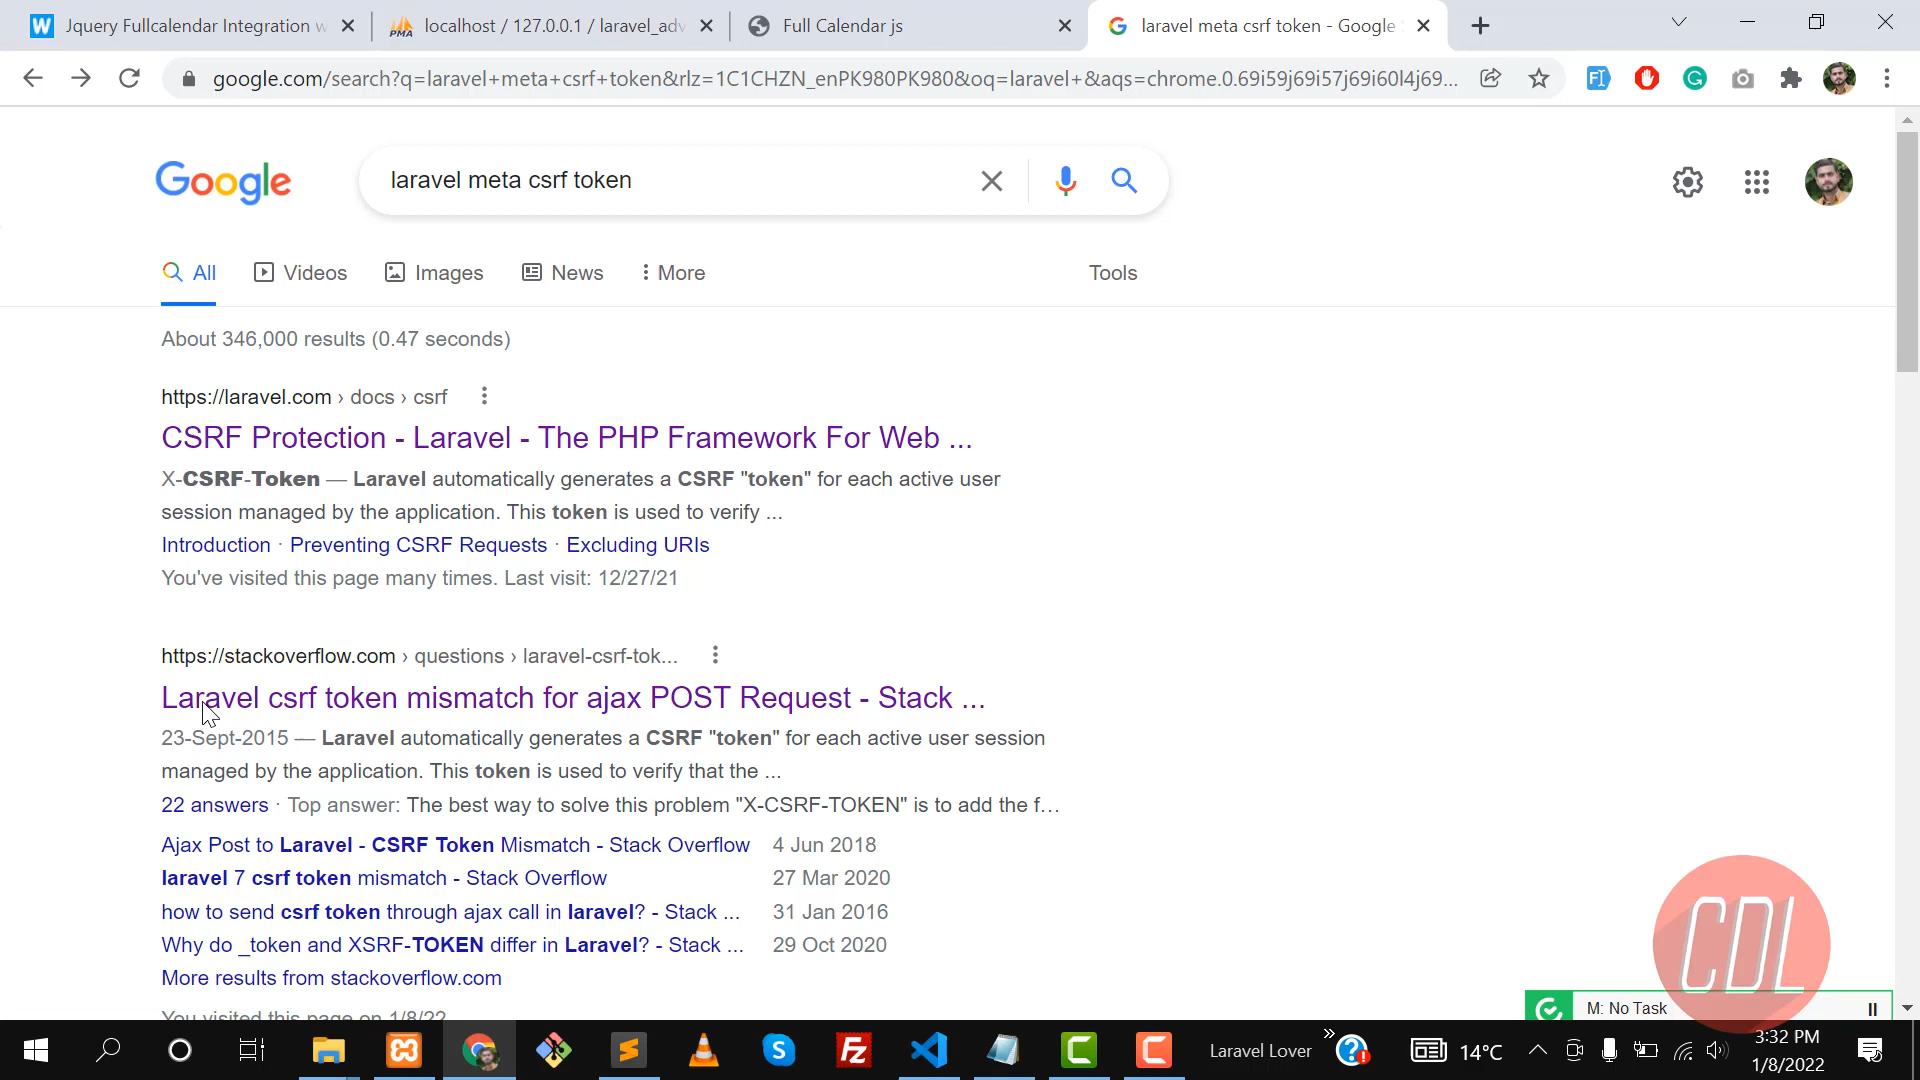 Jquery Fullcalendar Integration w
localhost / 127.0.0.1 / laravel_adv
Full Calendar js
laravel meta csrf token - Google S
google.com/search?q=laravel+meta+csrf+token&rlz=1C1CHZN_enPK980PK980&oq=laravel+&aqs=chrome.0.69i59j69i57j69i60l4j69...
Google
laravel meta csrf token
All
Videos
Images
News
More
Tools
About 346,000 results (0.47 seconds)
https://laravel.com › docs › csrf
CSRF Protection - Laravel - The PHP Framework For Web ...
X-CSRF-Token — Laravel automatically generates a CSRF "token" for each active user
session managed by the application. This token is used to verify ...
Introduction · Preventing CSRF Requests · Excluding URIs
You've visited this page many times. Last visit: 12/27/21
https://stackoverflow.com › questions › laravel-csrf-tok...
Laravel csrf token mismatch for ajax POST Request - Stack ...
23-Sept-2015 — Laravel automatically generates a CSRF "token" for each active user session
managed by the application. This token is used to verify that the ...
22 answers · Top answer: The best way to solve this problem "X-CSRF-TOKEN" is to add the f...
Ajax Post to Laravel - CSRF Token Mismatch - Stack Overflow 4 Jun 2018
laravel 7 csrf token mismatch - Stack Overflow 27 Mar 2020
how to send csrf token through ajax call in laravel? - Stack ... 31 Jan 2016
Why do _token and XSRF-TOKEN differ in Laravel? - Stack ... 29 Oct 2020
More results from stackoverflow.com
You visited this page on 1/8/22
CDL
M: No Task
Laravel Lover
14°C
3:32 PM
1/8/2022